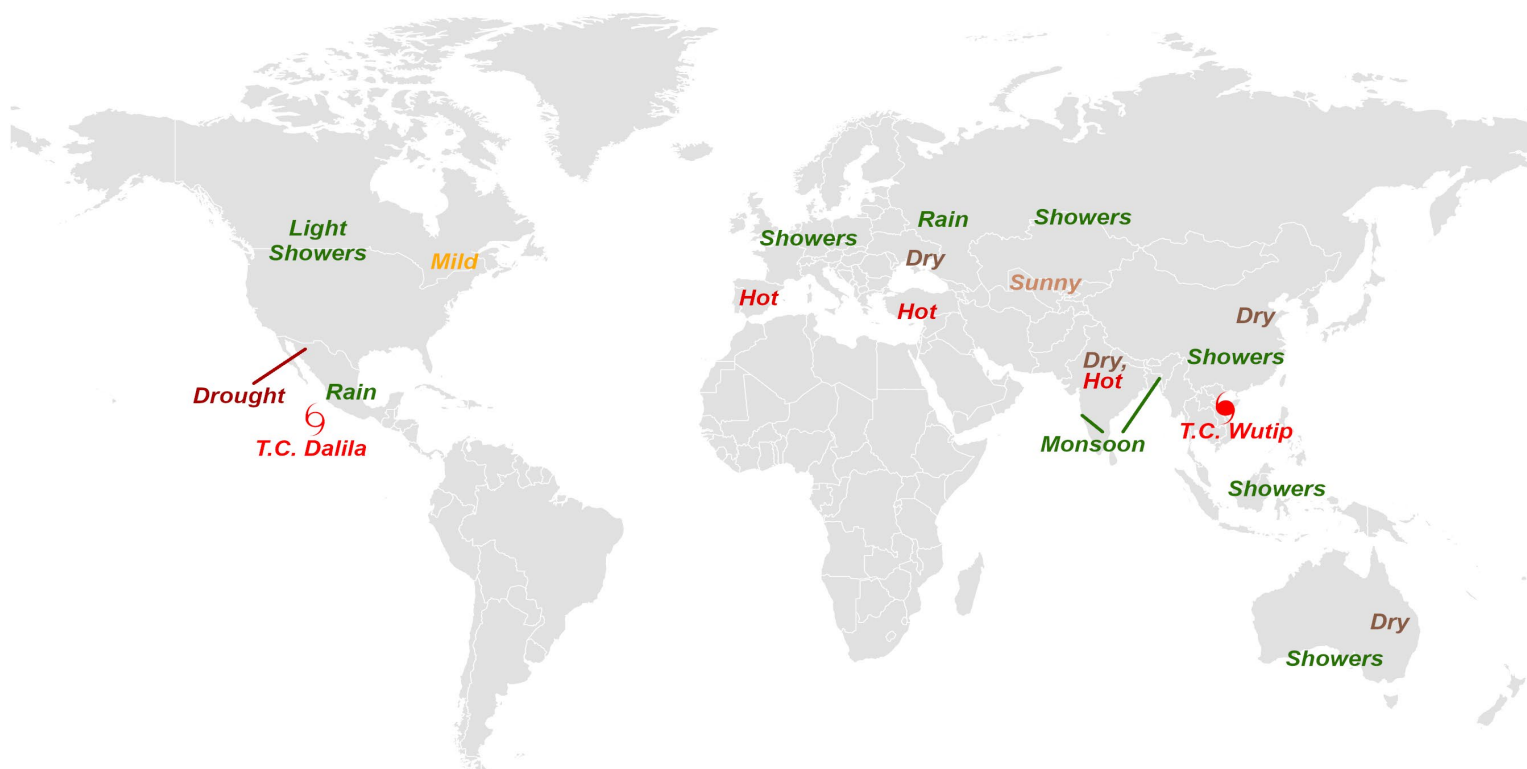 Light
Showers
Mild
Drought
Rain
T.C. Dalila
Showers
Rain
Showers
Dry
Hot
Hot
Sunny
Dry
Showers
Dry,
Hot
Monsoon
T.C. Wutip
Showers
Dry
Showers